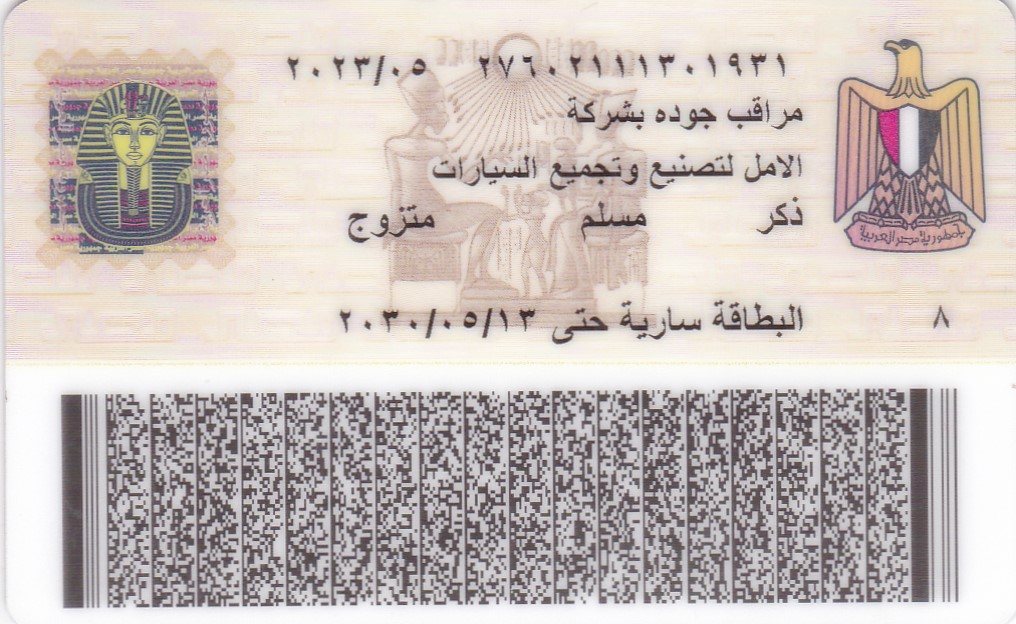 ٢٧٦٠٢١١١٣٠١٩٣١ ٢٠٢٣/٠٥
مراقب جوده بشركة
الامل لتصنيع وتجميع السيارات
ذكر مسلم متزوج
جمهورية مصر العربية
البطاقة سارية حتى ٢٠٣٠/٠٥/١٣
٨